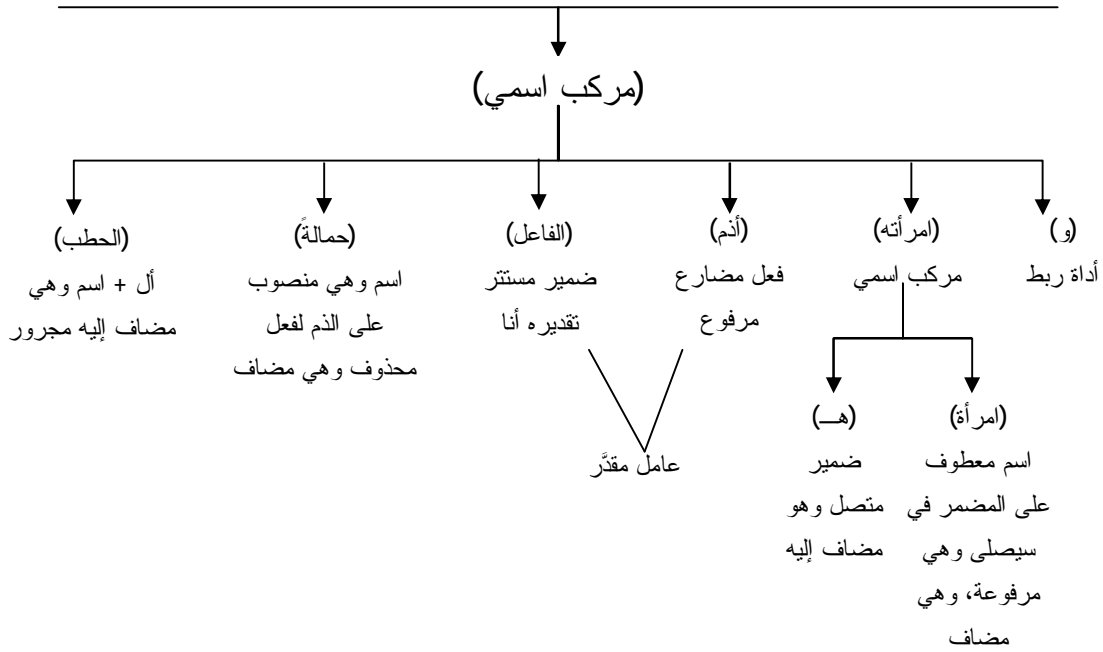 (مركب اسمي)
(و)
أداة ربط
(امرأته)
مركب اسمي
(أذم)
فعل مضارع
مرفوع
(الفاعل)
ضمير مستتر
تقديره أنا
(حمالةً)
اسم وهي منصوب
على الذم لفعل
محذوف وهي مضاف
(الحطب)
أل + اسم وهي
مضاف إليه مجرور
عامل مقدَّر
(امرأة)
اسم معطوف
على المضمر في
سيصلى وهي
مرفوعة، وهي
مضاف
(هـــ)
ضمير
متصل وهو
مضاف إليه